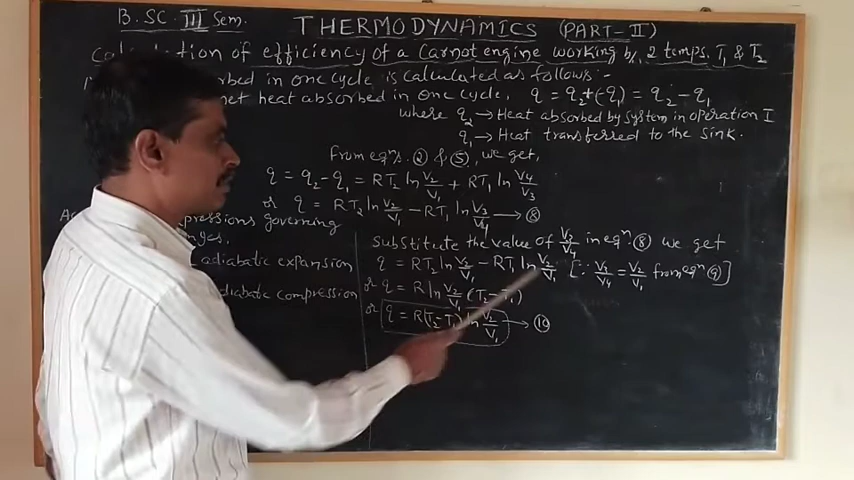 B.SC. III Sem.
THERMODYNAMICS (PART-II)
Calculation of efficiency of a Carnot engine working b/n 2 temps. T₁ & T₂
absorbed in one cycle is calculated as follows:-
net heat absorbed in one cycle, q = q₂+(-q₁) = q₂-q₁
where q₂ → Heat absorbed by system in operation I
q₁ → Heat transferred to the sink.
From eqⁿs. ② & ⑤, we get,
q = q₂-q₁ = RT₂ ln V₂/V₁ + RT₁ ln V₄/V₃
or q = RT₂ ln V₂/V₁ - RT₁ ln V₃/V₄ → ⑧
expressions governing
adiabatic expansion
adiabatic compression
substitute the value of V₃/V₄ in eqⁿ. ⑧ we get
q = RT₂ ln V₂/V₁ - RT₁ ln V₂/V₁ [∵ V₃/V₄ = V₂/V₁ from eqⁿ ⑨]
or q = R ln V₂/V₁ (T₂-T₁)
or q = R(T₂-T₁) ln V₂/V₁ → ⑩